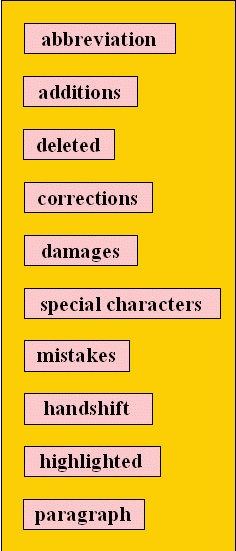 abbreviation
additions
deleted
corrections
damages
special characters
mistakes
handshift
highlighted
paragraph